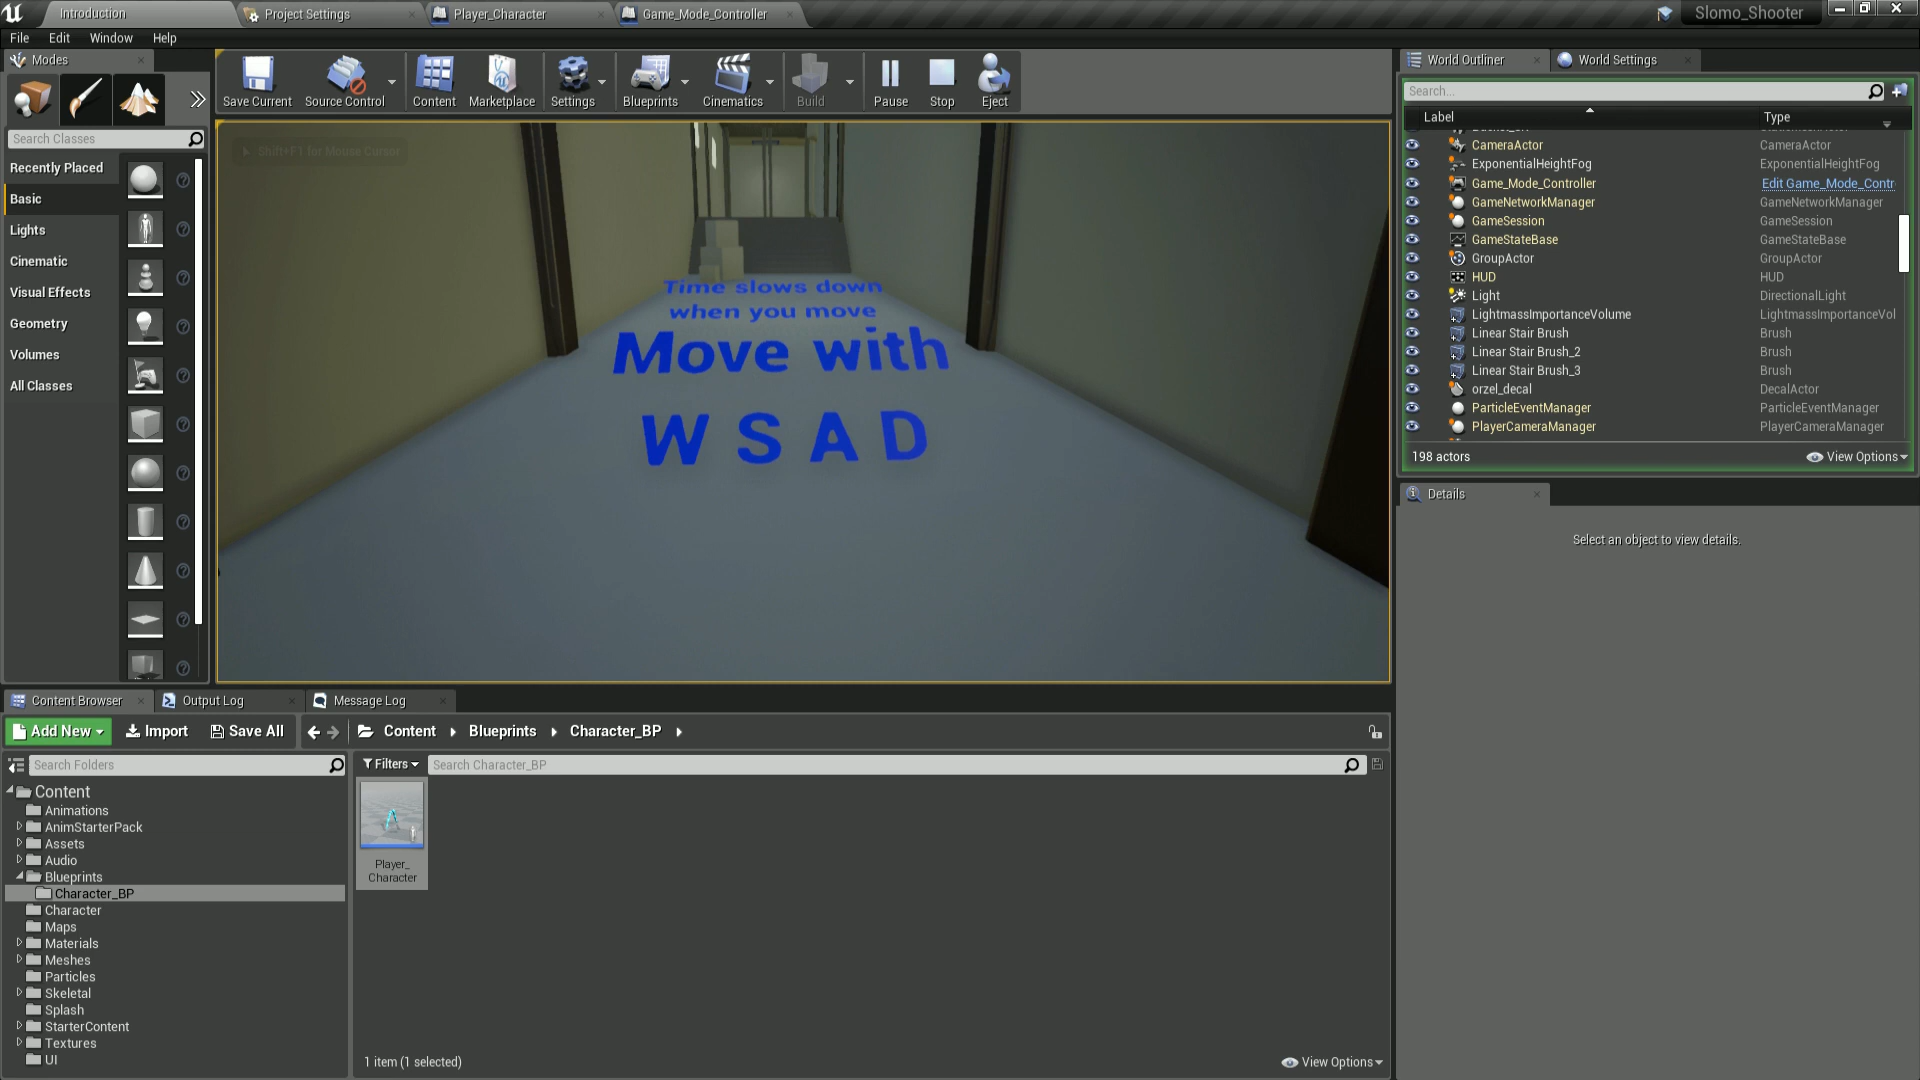 Introduction
Project Settings
Player_Character
Game_Mode_Controller
Slomo_Shooter
File Edit Window Help
Modes
Save Current
Source Control
Content
Marketplace
Settings
Blueprints
Cinematics
Build
Pause
Stop
Eject
World Outliner
World Settings
Search...
Label Type
Search Classes
Recently Placed
Basic
Lights
Cinematic
Visual Effects
Geometry
Volumes
All Classes
Shift+F1 for Mouse Cursor
Time slows down
when you move
Move with
W S A D
CameraActor CameraActor
ExponentialHeightFog ExponentialHeightFog
Game_Mode_Controller Edit Game_Mode_Contr
GameNetworkManager GameNetworkManager
GameSession GameSession
GameStateBase GameStateBase
GroupActor GroupActor
HUD HUD
Light DirectionalLight
LightmassImportanceVolume LightmassImportanceVol
Linear Stair Brush Brush
Linear Stair Brush_2 Brush
Linear Stair Brush_3 Brush
orzel_decal DecalActor
ParticleEventManager ParticleEventManager
PlayerCameraManager PlayerCameraManager
198 actors View Options
Details
Select an object to view details.
Content Browser
Output Log
Message Log
Add New Import Save All Content Blueprints Character_BP
Search Folders
Filters Search Character_BP
Content
Animations
AnimStarterPack
Assets
Audio
Blueprints
Character_BP
Character
Maps
Materials
Meshes
Particles
Skeletal
Splash
StarterContent
Textures
UI
Player_
Character
1 item (1 selected) View Options